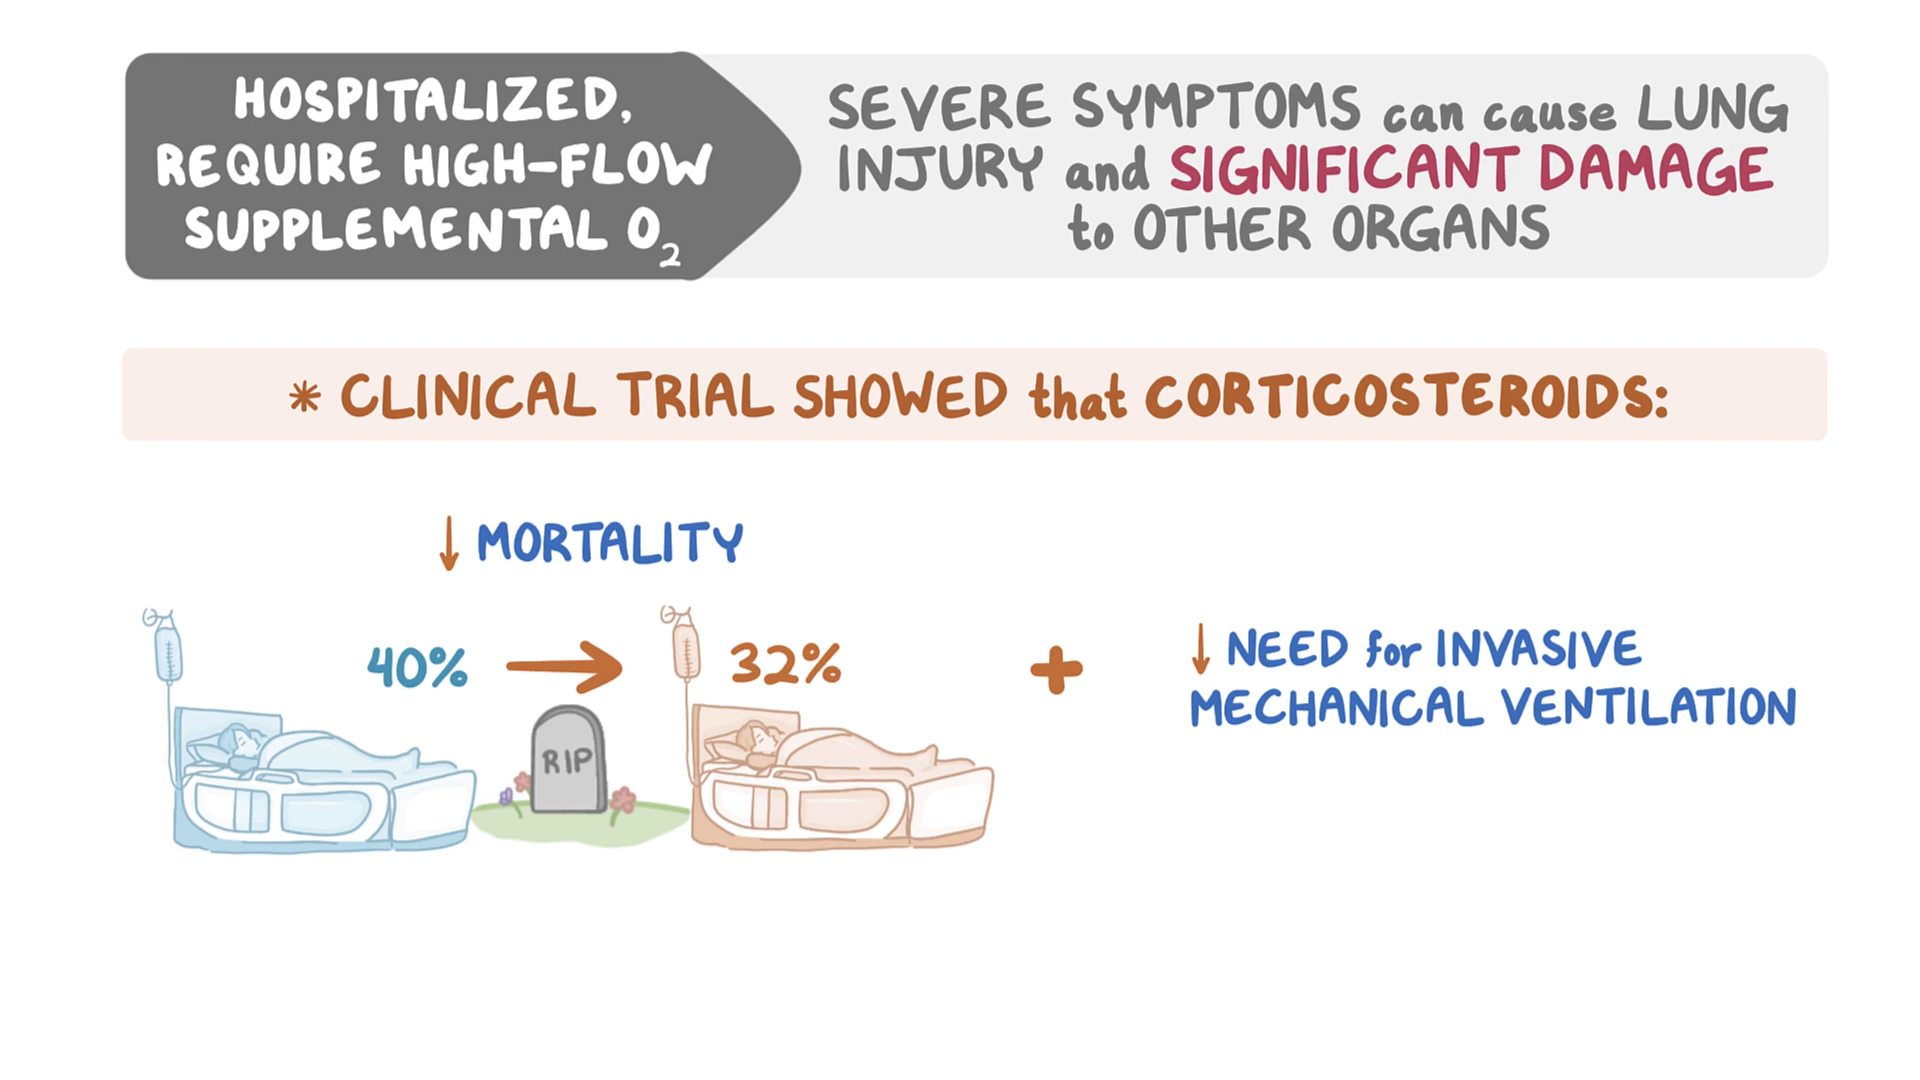 HOSPITALIZED,
REQUIRE HIGH-FLOW
SUPPLEMENTAL O₂
SEVERE SYMPTOMS can cause LUNG
INJURY and SIGNIFICANT DAMAGE
to OTHER ORGANS
* CLINICAL TRIAL SHOWED that CORTICOSTEROIDS:
↓ MORTALITY
40% → 32%
RIP
+
↓ NEED for INVASIVE
MECHANICAL VENTILATION